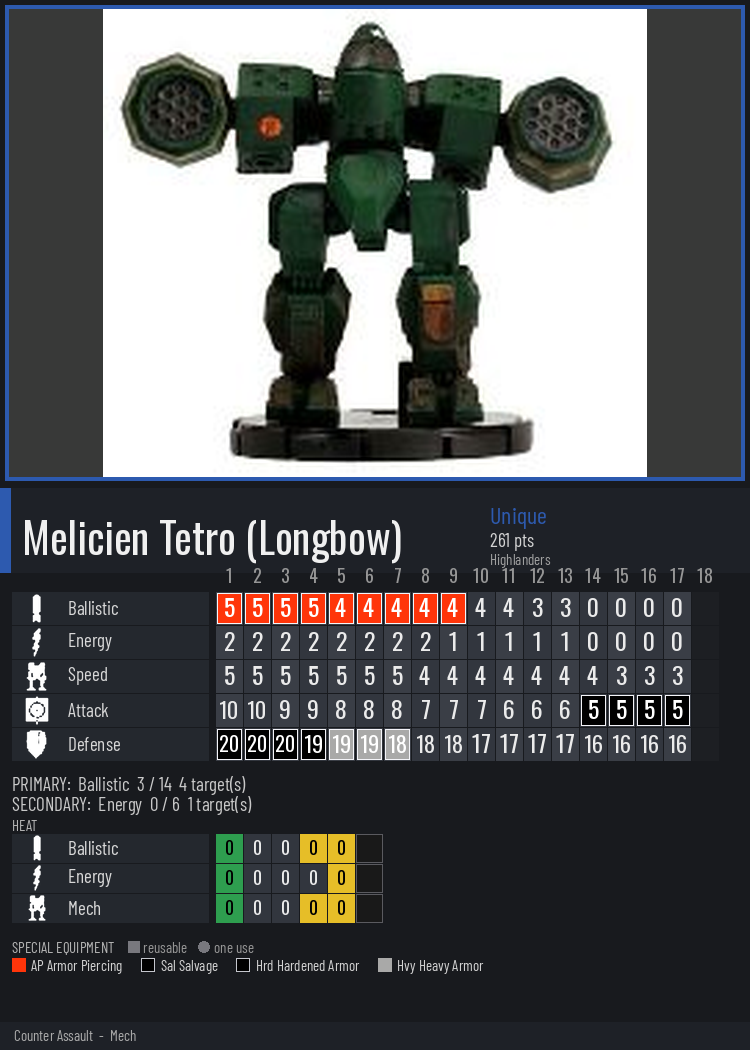 Melicien Tetro (Longbow)
Unique
261 pts
Highlanders
1 2 3 4 5 6 7 8 9 10 11 12 13 14 15 16 17 18
Ballistic 5 5 5 5 4 4 4 4 4 4 4 3 3 0 0 0 0
Energy 2 2 2 2 2 2 2 2 1 1 1 1 1 0 0 0 0
Speed 5 5 5 5 5 5 5 4 4 4 4 4 4 4 3 3 3
Attack 10 10 9 9 8 8 8 7 7 7 6 6 6 5 5 5 5
Defense 20 20 20 19 19 19 18 18 18 17 17 17 17 16 16 16 16
PRIMARY: Ballistic 3 / 14 4 target(s)
SECONDARY: Energy 0 / 6 1 target(s)
HEAT
Ballistic 0 0 0 0 0
Energy 0 0 0 0 0
Mech 0 0 0 0 0
SPECIAL EQUIPMENT reusable one use
AP Armor Piercing Sal Salvage Hrd Hardened Armor Hvy Heavy Armor
Counter Assault - Mech